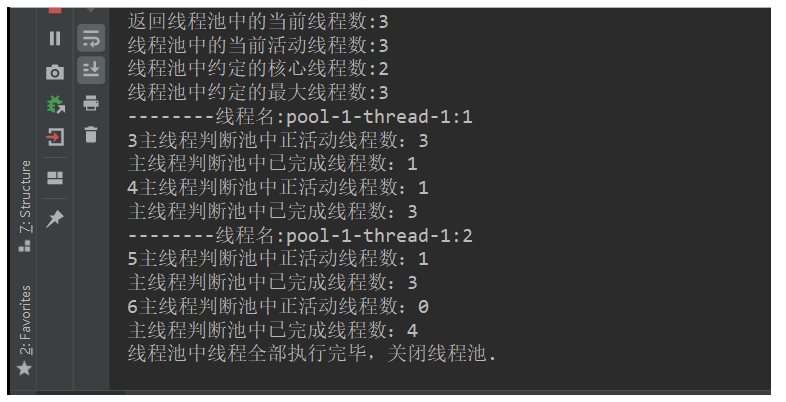 返回线程池中的当前线程数:3
线程池中的当前活动线程数:3
线程池中约定的核心线程数:2
线程池中约定的最大线程数:3
--------线程名:pool-1-thread-1:1
3主线程判断池中正活动线程数：3
主线程判断池中已完成线程数：1
4主线程判断池中正活动线程数：1
主线程判断池中已完成线程数：3
--------线程名:pool-1-thread-1:2
5主线程判断池中正活动线程数：1
主线程判断池中已完成线程数：3
6主线程判断池中正活动线程数：0
主线程判断池中已完成线程数：4
线程池中线程全部执行完毕，关闭线程池.
7: Structure
2: Favorites